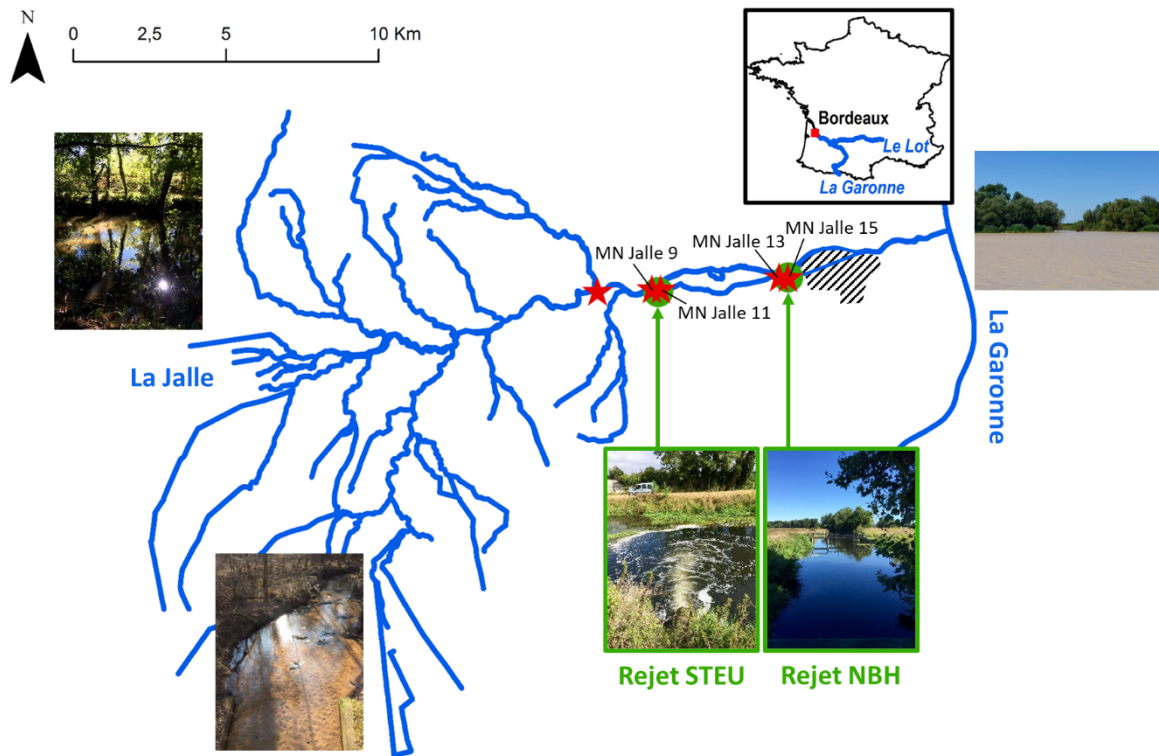 N
0 2,5 5 10 Km
Bordeaux
Le Lot
La Garonne
MN Jalle 9
MN Jalle 13
MN Jalle 15
MN Jalle 11
La Jalle
La Garonne
Rejet STEU
Rejet NBH